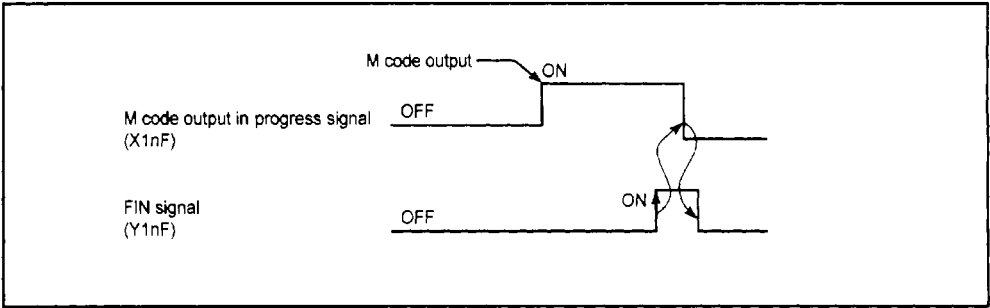 M code output
ON
OFF
M code output in progress signal
(X1nF)
ON
FIN signal
OFF
(Y1nF)